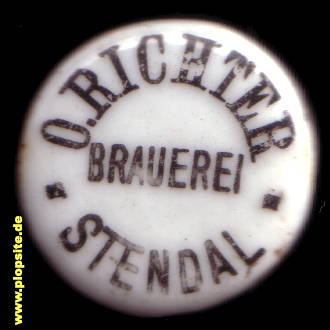 O. RICHTER
BRAUEREI
STENDAL
www.plopsite.de